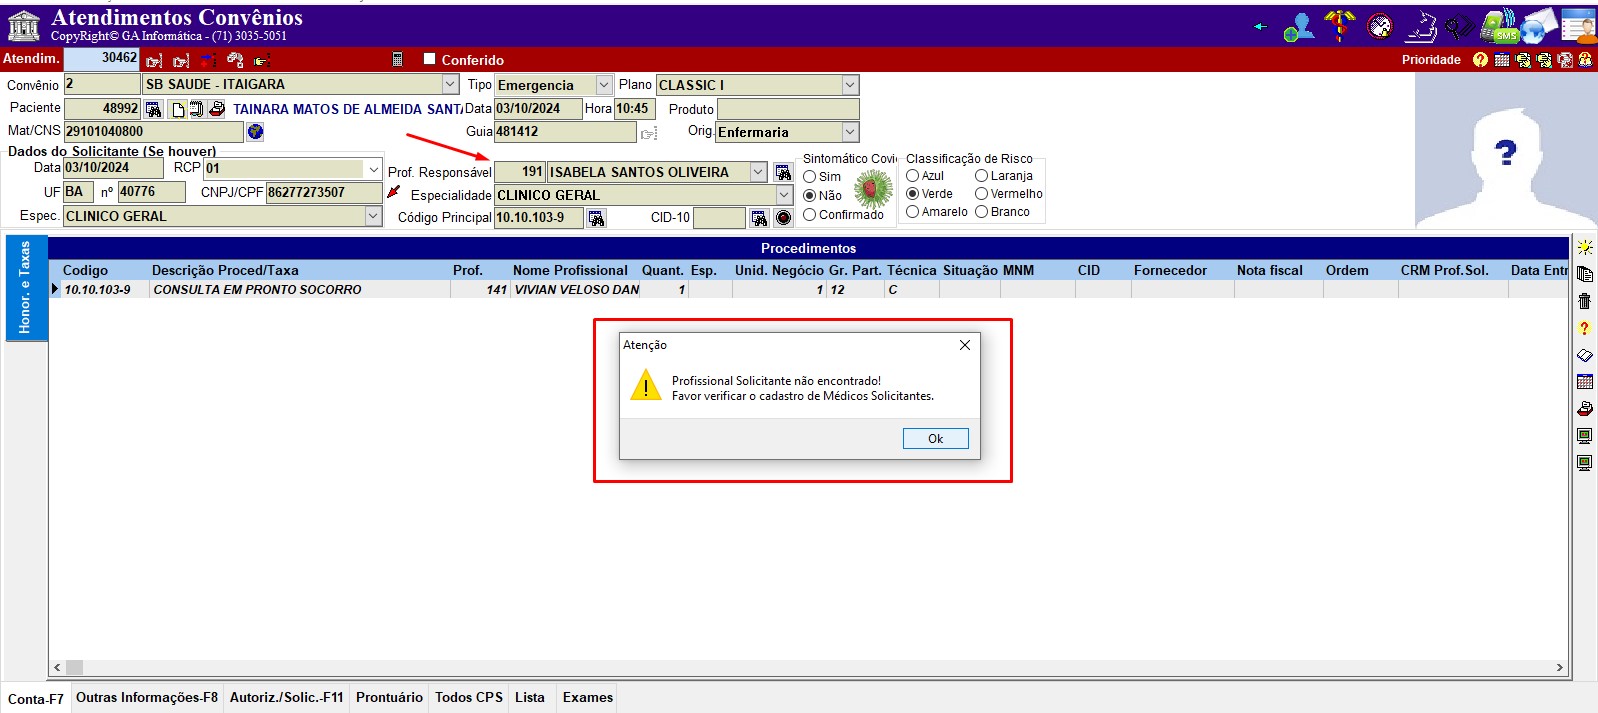 Atendimentos Convênios
CopyRight© GA Informática - (71) 3035-5051
Atendim. 30462 Conferido Prioridade
Convênio 2 SB SAUDE - ITAIGARA Tipo Emergencia Plano CLASSIC I
Paciente 48992 TAINARA MATOS DE ALMEIDA SANT Data 03/10/2024 Hora 10:45 Produto
Mat/CNS 29101040800 Guia 481412 Orig. Enfermaria
Dados do Solicitante (Se houver)
Data 03/10/2024 RCP 01 Prof. Responsável 191 ISABELA SANTOS OLIVEIRA
UF BA nº 40776 CNPJ/CPF 86277273507 Especialidade CLINICO GERAL
Espec. CLINICO GERAL Código Principal 10.10.103-9 CID-10
Sintomático Covi
Sim
Não
Confirmado
Classificação de Risco
Azul Laranja
Verde Vermelho
Amarelo Branco
?
Honor. e Taxas
Procedimentos
Codigo Descrição Proced/Taxa Prof. Nome Profissional Quant. Esp. Unid. Negócio Gr. Part. Técnica Situação MNM CID Fornecedor Nota fiscal Ordem CRM Prof.Sol. Data Entr
10.10.103-9 CONSULTA EM PRONTO SOCORRO 141 VIVIAN VELOSO DAN 1 1 12 C
Atenção
Profissional Solicitante não encontrado!
Favor verificar o cadastro de Médicos Solicitantes.
Ok
Conta-F7 Outras Informações-F8 Autoriz./Solic.-F11 Prontuário Todos CPS Lista Exames
SMS